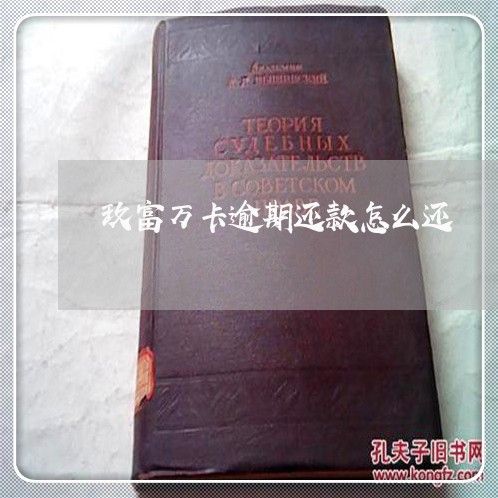 Академик
ВЫШИНСКИЙ
ТЕОРИЯ
СУДЕБНЫХ
ДОКАЗАТЕЛЬСТВ
В СОВЕТСКОМ
玖富万卡逾期还款怎么还
孔夫子旧书网
www.kongfz.com